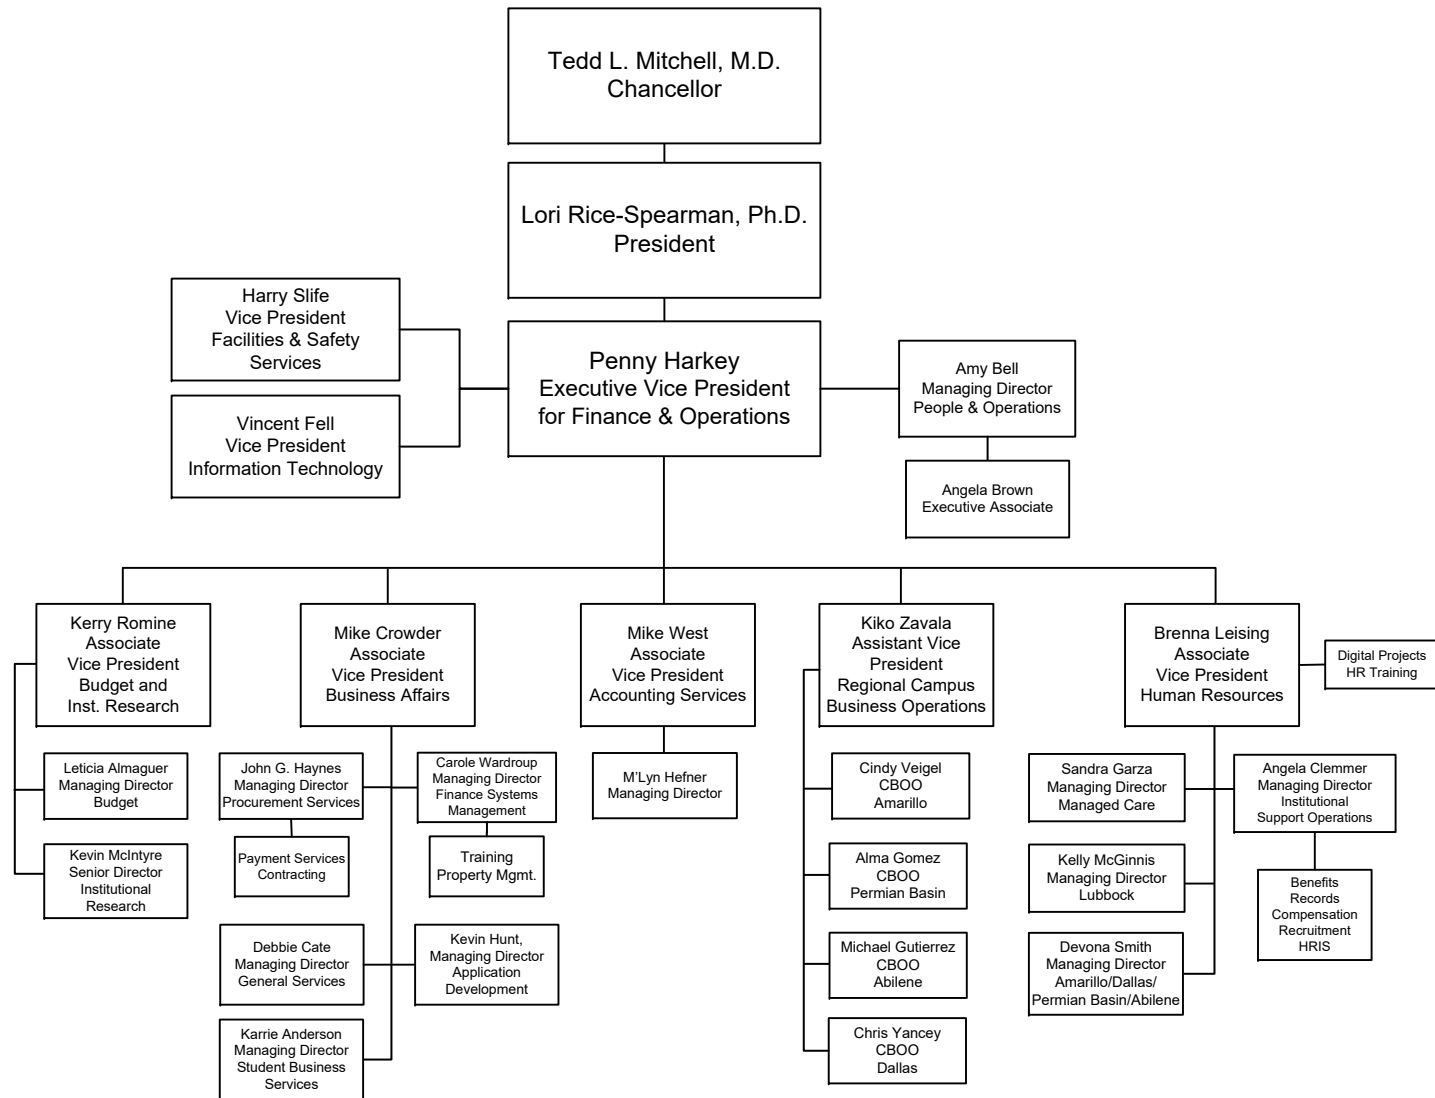 Tedd L. Mitchell, M.D.
Chancellor
Lori Rice-Spearman, Ph.D.
President
Harry Slife
Vice President
Facilities & Safety
Services
Penny Harkey
Executive Vice President
for Finance & Operations
Amy Bell
Managing Director
People & Operations
Vincent Fell
Vice President
Information Technology
Angela Brown
Executive Associate
Kerry Romine
Associate
Vice President
Budget and
Inst. Research
Mike Crowder
Associate
Vice President
Business Affairs
Mike West
Associate
Vice President
Accounting Services
Kiko Zavala
Assistant Vice
President
Regional Campus
Business Operations
Brenna Leising
Associate
Vice President
Human Resources
Digital Projects
HR Training
Leticia Almaguer
Managing Director
Budget
Kevin McIntyre
Senior Director
Institutional
Research
John G. Haynes
Managing Director
Procurement Services
Carole Wardroup
Managing Director
Finance Systems
Management
Payment Services
Contracting
Training
Property Mgmt.
Debbie Cate
Managing Director
General Services
Kevin Hunt,
Managing Director
Application
Development
Karrie Anderson
Managing Director
Student Business
Services
M'Lyn Hefner
Managing Director
Cindy Veigel
CBOO
Amarillo
Alma Gomez
CBOO
Permian Basin
Michael Gutierrez
CBOO
Abilene
Chris Yancey
CBOO
Dallas
Sandra Garza
Managing Director
Managed Care
Angela Clemmer
Managing Director
Institutional
Support Operations
Kelly McGinnis
Managing Director
Lubbock
Benefits
Records
Compensation
Recruitment
HRIS
Devona Smith
Managing Director
Amarillo/Dallas/
Permian Basin/Abilene